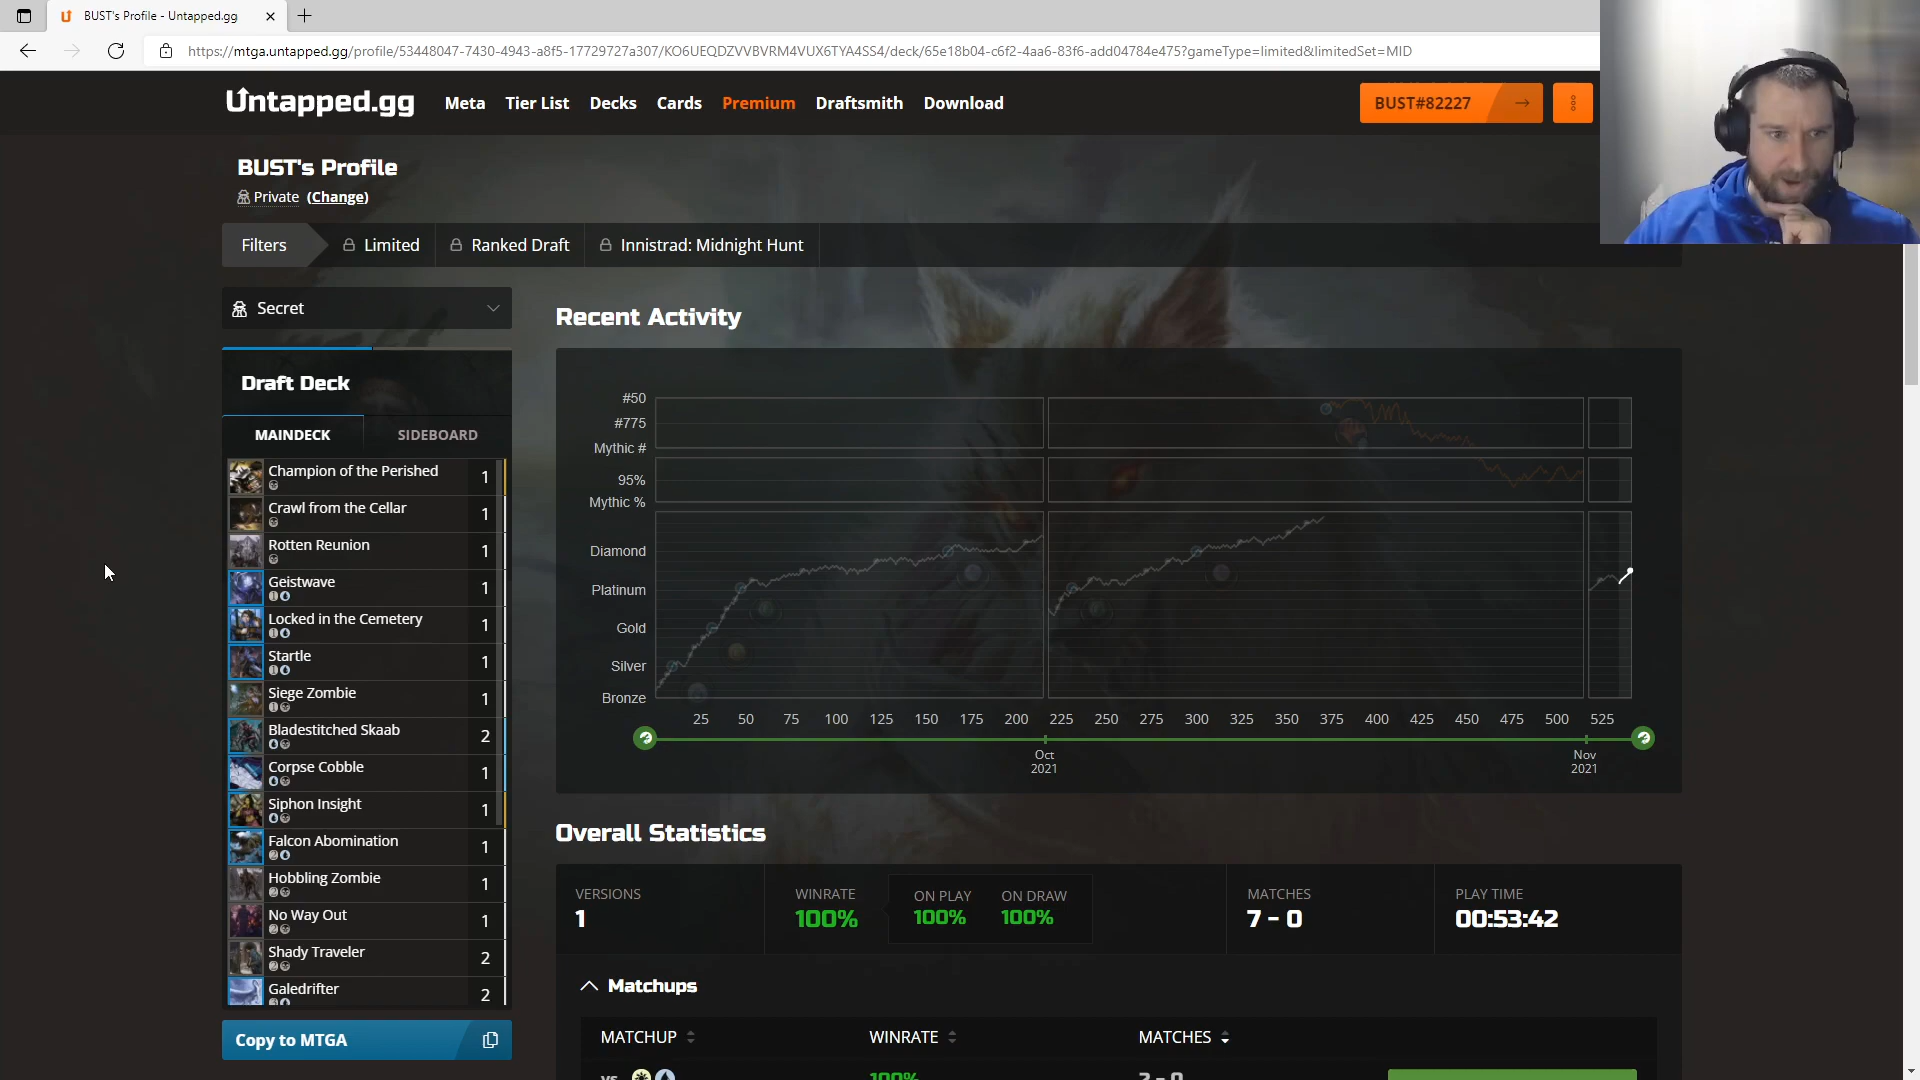 BUST's Profile - Untapped.gg
https://mtga.untapped.gg/profile/53448047-7430-4943-a8f5-17729727a307/KO6UEQDZVVBVRM4VUX6TYA4SS4/deck/65e18b04-c6f2-4aa6-83f6-add04784e475?gameType=limited&limitedSet=MID
Untapped.gg Meta Tier List Decks Cards Premium Draftsmith Download BUST#82227
BUST's Profile
Private (Change)
Filters Limited Ranked Draft Innistrad: Midnight Hunt
Secret
Draft Deck
MAINDECK SIDEBOARD
Champion of the Perished 1
Crawl from the Cellar 1
Rotten Reunion 1
Geistwave 1
Locked in the Cemetery 1
Startle 1
Siege Zombie 1
Bladestitched Skaab 2
Corpse Cobble 1
Siphon Insight 1
Falcon Abomination 1
Hobbling Zombie 1
No Way Out 1
Shady Traveler 2
Galedrifter 2
Copy to MTGA
Recent Activity
#50
#775
Mythic #
95%
Mythic %
Diamond
Platinum
Gold
Silver
Bronze
25 50 75 100 125 150 175 200 225 250 275 300 325 350 375 400 425 450 475 500 525
Oct Nov
2021 2021
Overall Statistics
VERSIONS WINRATE ON PLAY ON DRAW MATCHES PLAY TIME
1 100% 100% 100% 7 - 0 00:53:42
Matchups
MATCHUP WINRATE MATCHES
vs 100% 2 - 0